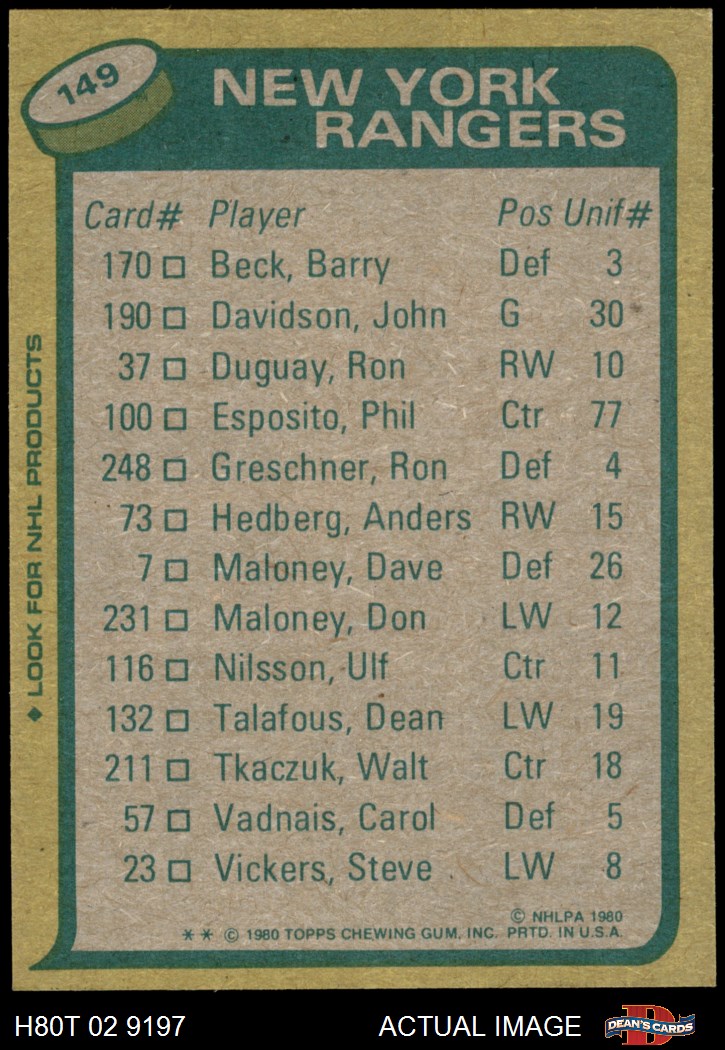 149
NEW YORK
RANGERS
Card# Player Pos Unif#
170 □ Beck, Barry Def 3
190 □ Davidson, John G 30
37 □ Duguay, Ron RW 10
100 □ Esposito, Phil Ctr 77
248 □ Greschner, Ron Def 4
73 □ Hedberg, Anders RW 15
7 □ Maloney, Dave Def 26
231 □ Maloney, Don LW 12
116 □ Nilsson, Ulf Ctr 11
132 □ Talafous, Dean LW 19
211 □ Tkaczuk, Walt Ctr 18
57 □ Vadnais, Carol Def 5
23 □ Vickers, Steve LW 8
© NHLPA 1980
** © 1980 TOPPS CHEWING GUM, INC. PRTD. IN U.S.A.
◆ LOOK FOR NHL PRODUCTS
H80T 02 9197 ACTUAL IMAGE
D
DEAN'S CARDS